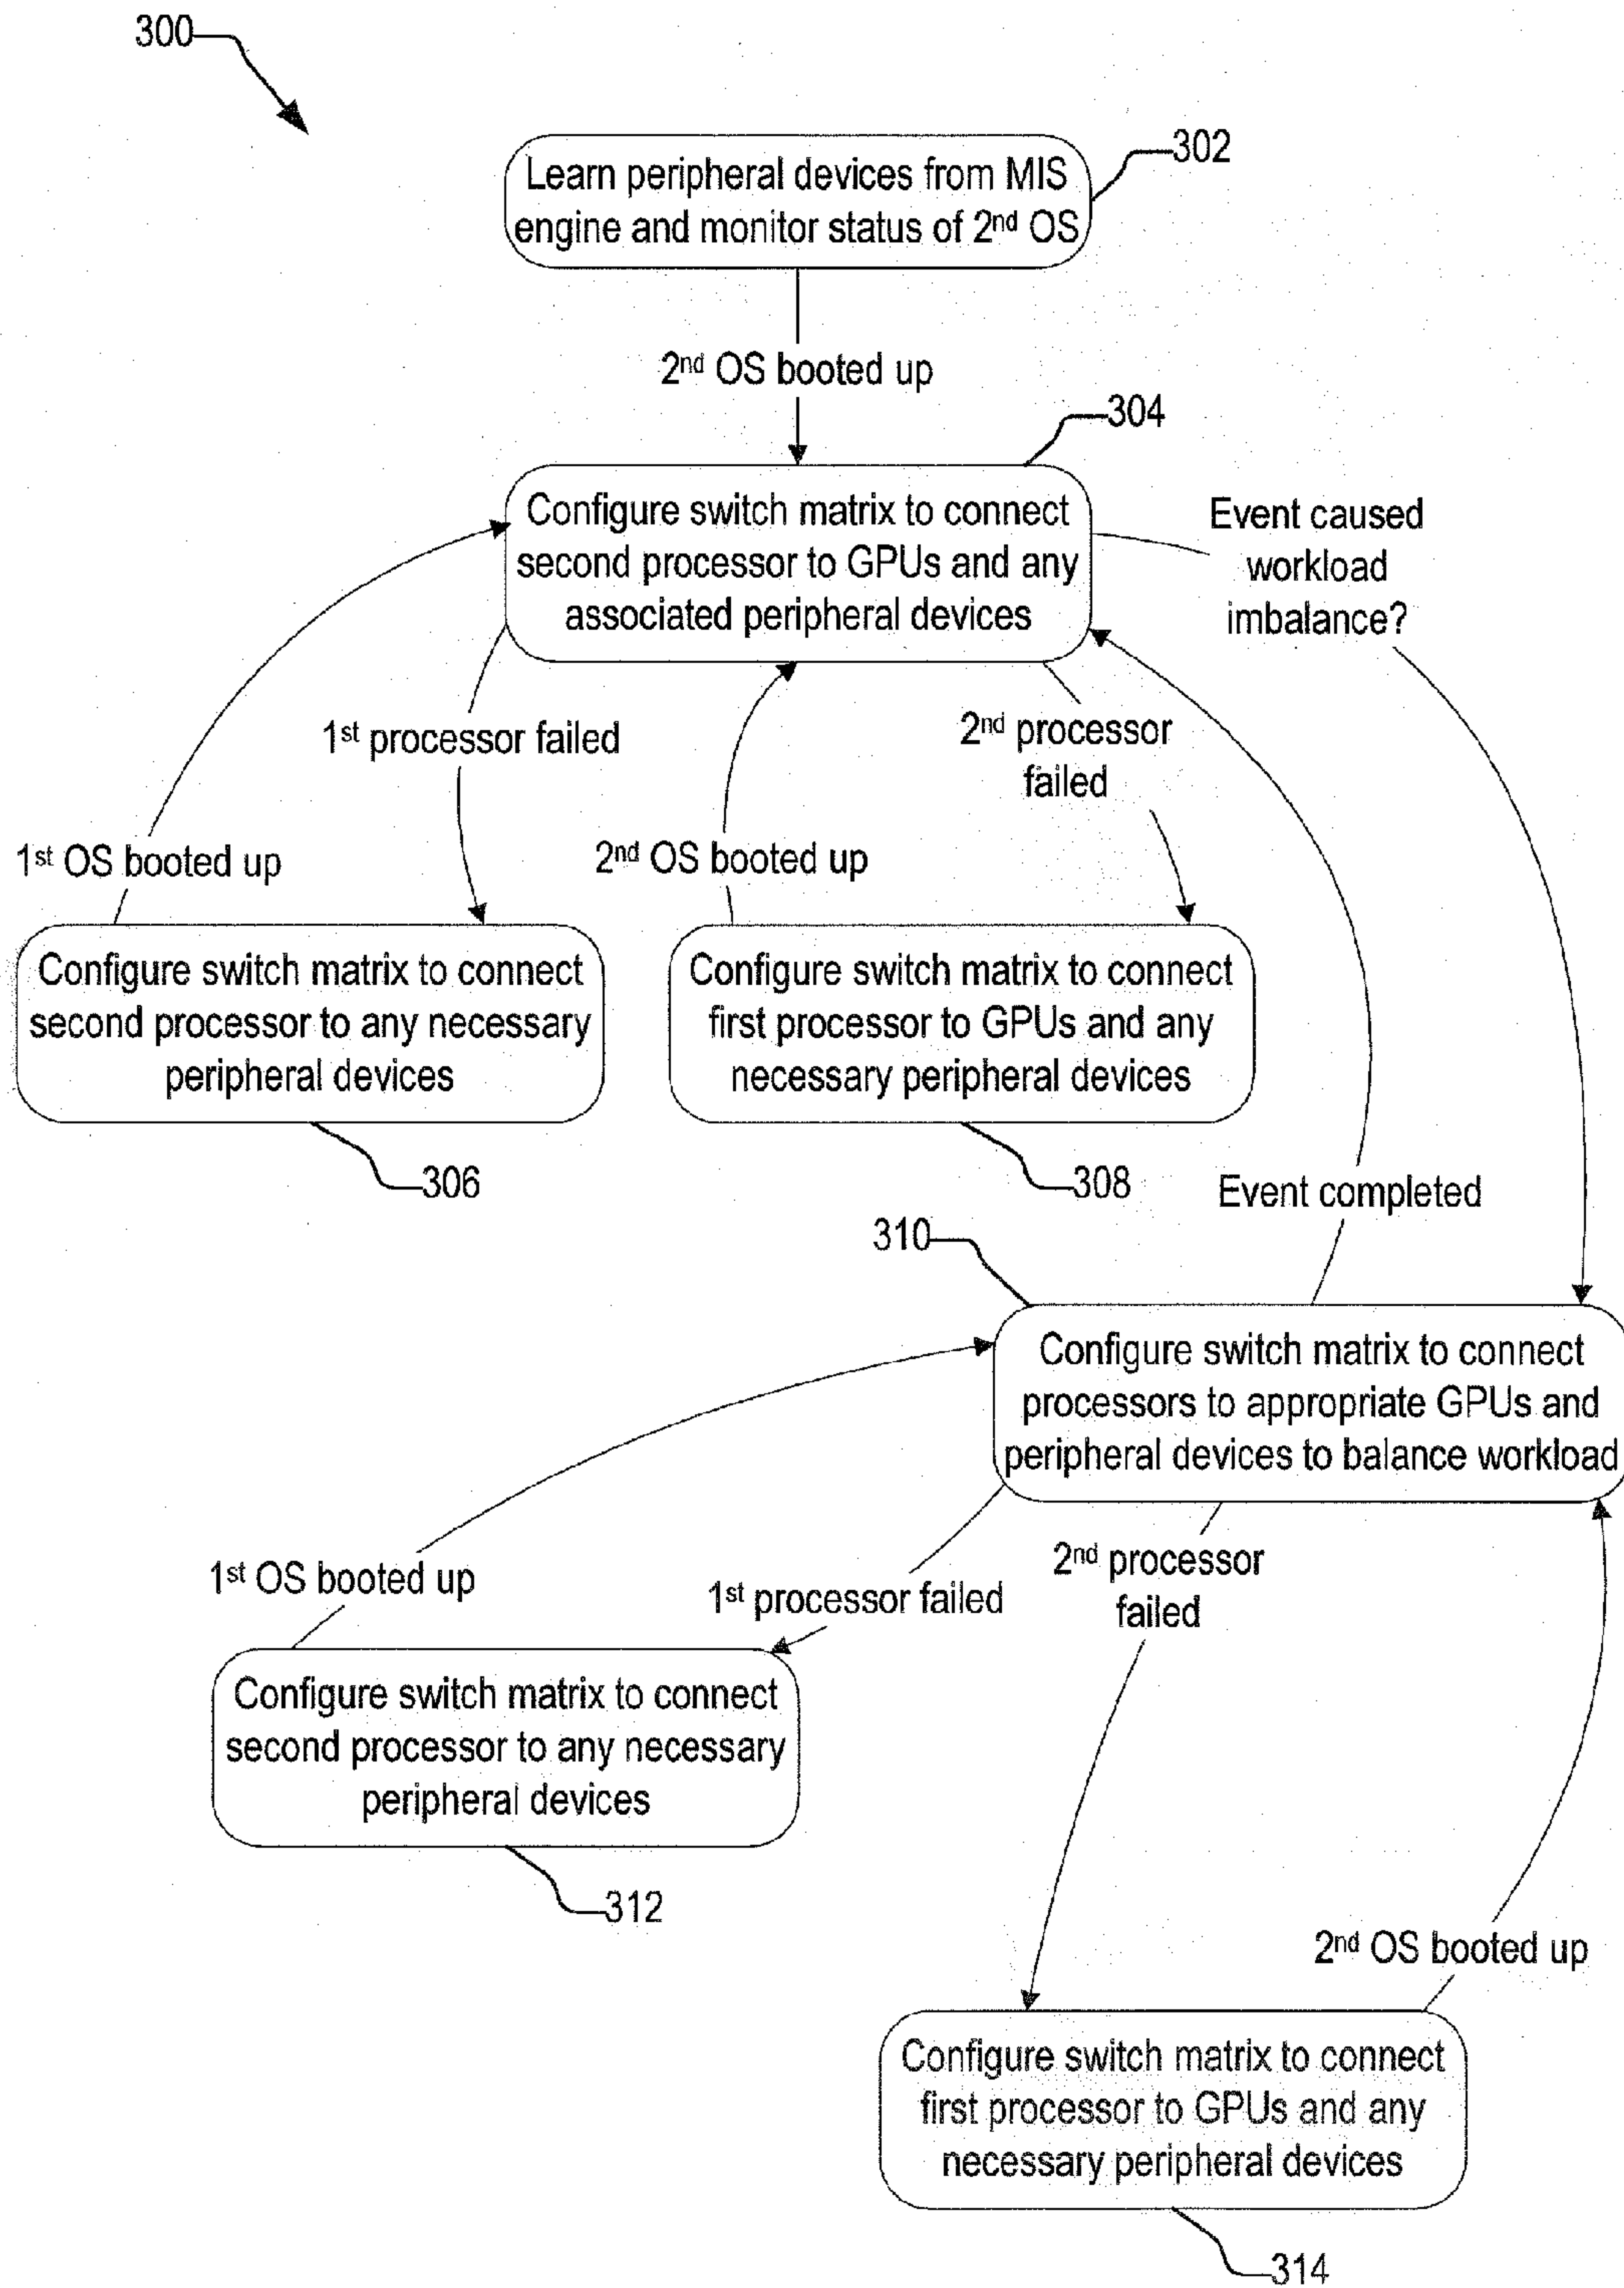 300
302
Learn peripheral devices from MIS
engine and monitor status of 2nd OS
2nd OS booted up
304
Configure switch matrix to connect
second processor to GPUs and any
associated peripheral devices
Event caused
workload
imbalance?
1st processor failed
2nd processor
failed
1st OS booted up
2nd OS booted up
Configure switch matrix to connect
second processor to any necessary
peripheral devices
Configure switch matrix to connect
first processor to GPUs and any
necessary peripheral devices
306
308
Event completed
310
Configure switch matrix to connect
processors to appropriate GPUs and
peripheral devices to balance workload
1st OS booted up
1st processor failed
2nd processor
failed
Configure switch matrix to connect
second processor to any necessary
peripheral devices
312
2nd OS booted up
Configure switch matrix to connect
first processor to GPUs and any
necessary peripheral devices
314